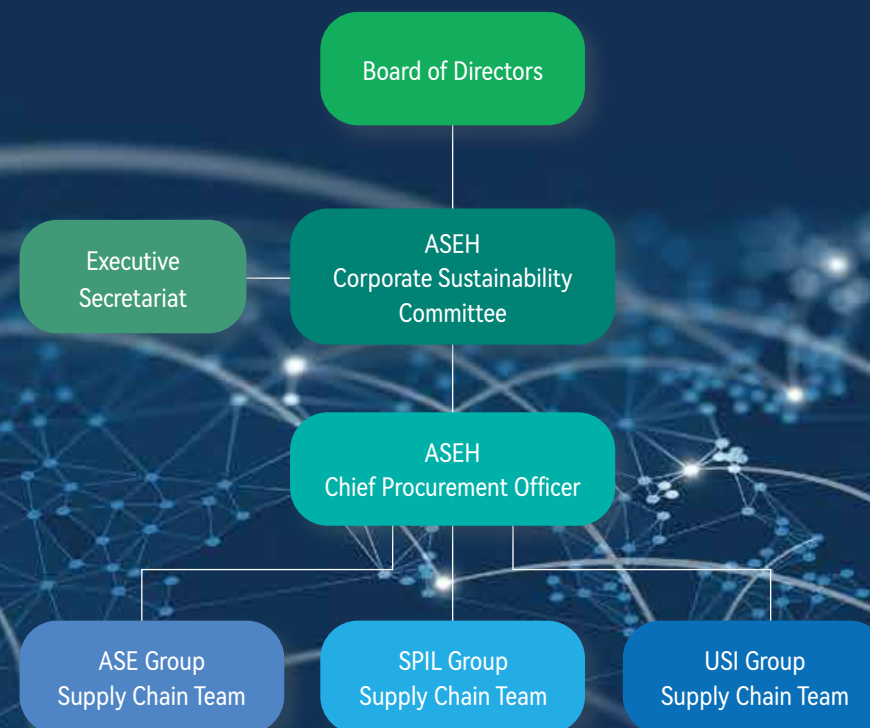 Board of Directors
Executive
Secretariat
ASEH
Corporate Sustainability
Committee
ASEH
Chief Procurement Officer
ASE Group
Supply Chain Team
SPIL Group
Supply Chain Team
USI Group
Supply Chain Team